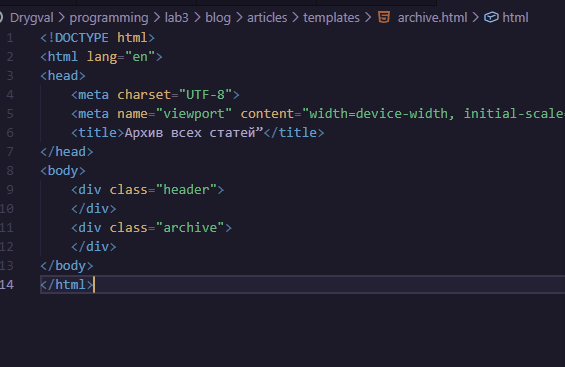 Drygval > programming > lab3 > blog > articles > templates > archive.html > html
1 <!DOCTYPE html>
2 <html lang="en">
3 <head>
4 <meta charset="UTF-8">
5 <meta name="viewport" content="width=device-width, initial-scale=
6 <title>Архив всех статей”</title>
7 </head>
8 <body>
9 <div class="header">
10 </div>
11 <div class="archive">
12 </div>
13 </body>
14 </html>